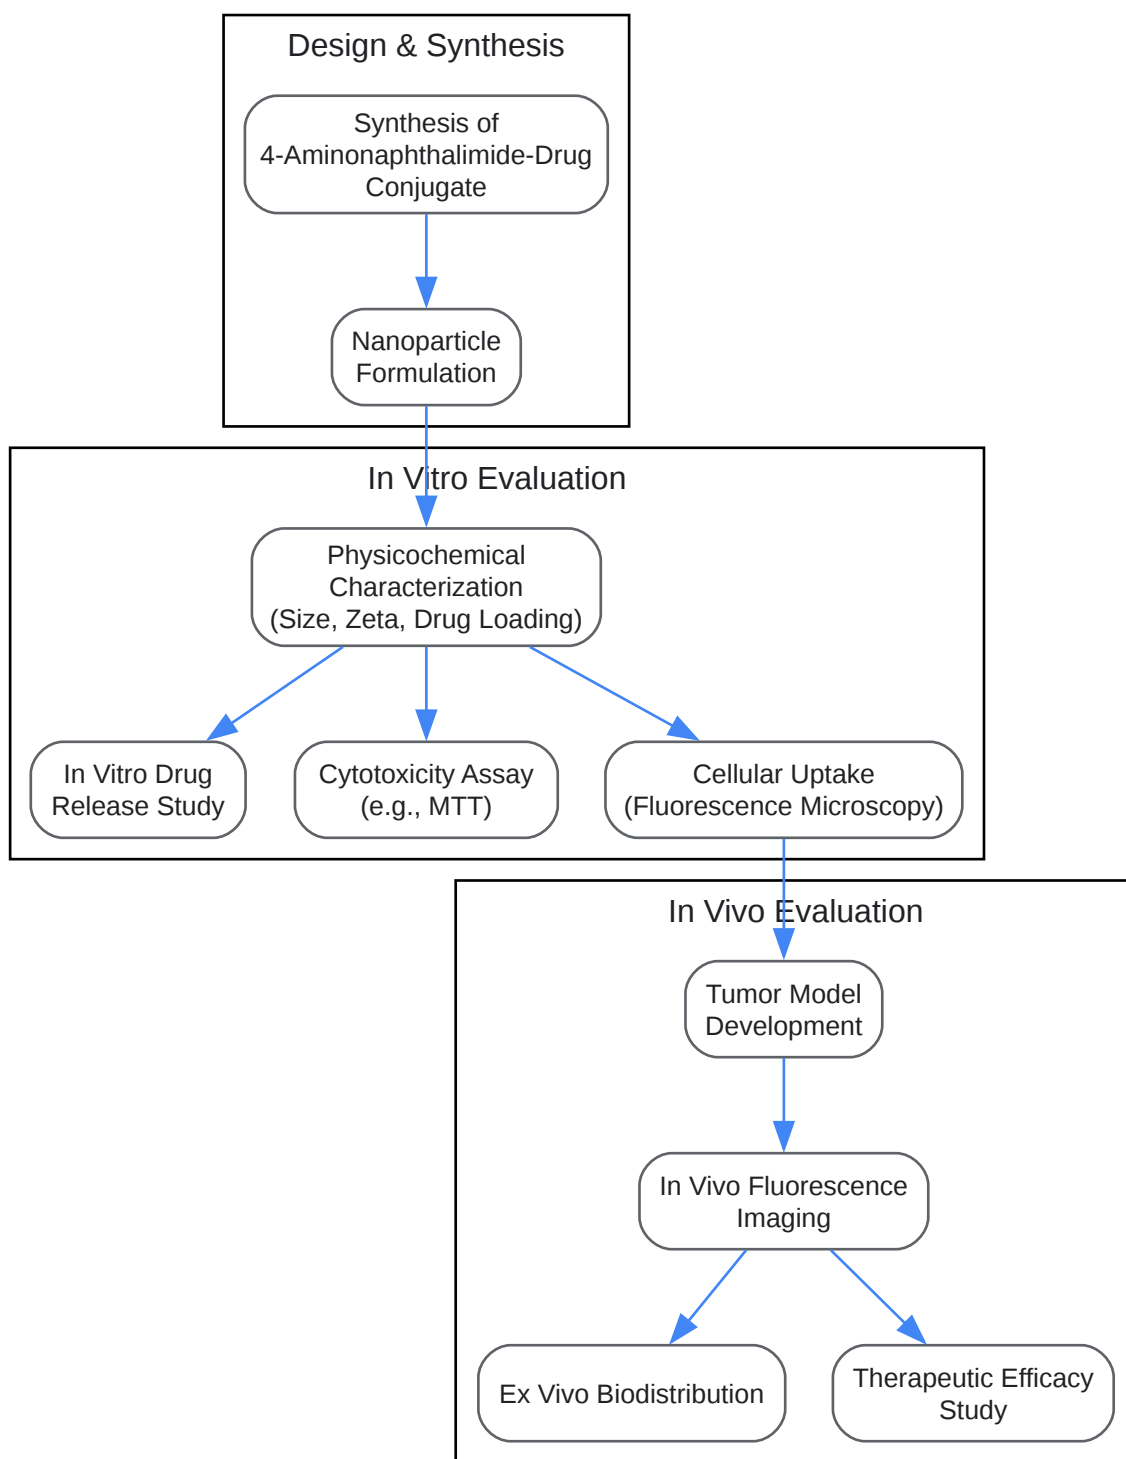 Design & Synthesis
Synthesis of
4-Aminonaphthalimide-Drug
Conjugate
Nanoparticle
Formulation
In Vitro Evaluation
Physicochemical
Characterization
(Size, Zeta, Drug Loading)
In Vitro Drug
Release Study
Cytotoxicity Assay
(e.g., MTT)
Cellular Uptake
(Fluorescence Microscopy)
In Vivo Evaluation
Tumor Model
Development
In Vivo Fluorescence
Imaging
Ex Vivo Biodistribution
Therapeutic Efficacy
Study